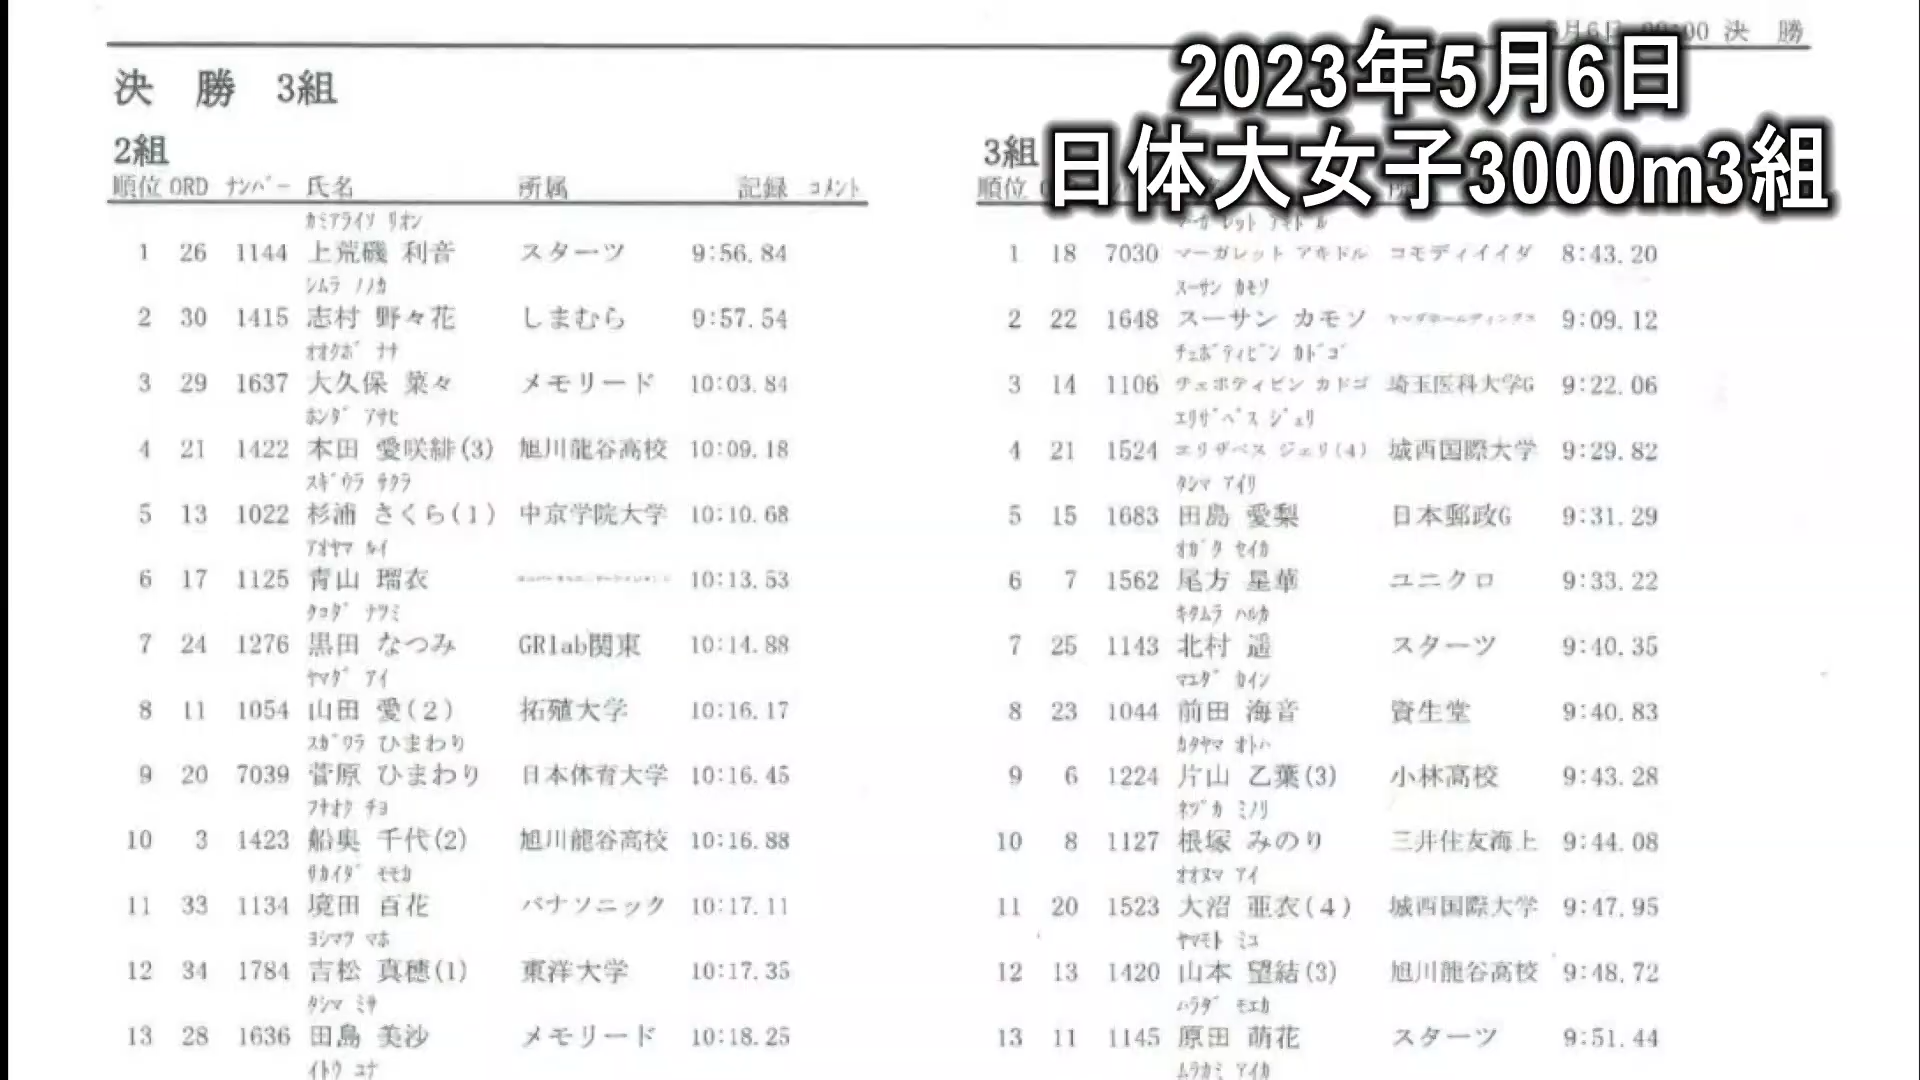 決 勝
2023年5月6日
日体大女子3000m3組
決 勝 3組
2組
順位 ORD ナンバー 氏名 所属 記録 コメント
カミアライソ リオン
1 26 1144 上荒磯 利音 スターツ 9:56.84
シムラ ノノカ
2 30 1415 志村 野々花 しまむら 9:57.54
オオクボ ナナ
3 29 1637 大久保 菜々 メモリード 10:03.84
ホンダ アサヒ
4 21 1422 本田 愛咲緋(3) 旭川龍谷高校 10:09.18
スギウラ サクラ
5 13 1022 杉浦 さくら(1) 中京学院大学 10:10.68
アオヤマ ルイ
6 17 1125 青山 瑠衣 10:13.53
クロダ ナツミ
7 24 1276 黒田 なつみ GRlab関東 10:14.88
ヤマダ アイ
8 11 1054 山田 愛(2) 拓殖大学 10:16.17
スガワラ ひまわり
9 20 7039 菅原 ひまわり 日本体育大学 10:16.45
フナオク チヨ
10 3 1423 船奥 千代(2) 旭川龍谷高校 10:16.88
サカイダ モモカ
11 33 1134 境田 百花 パナソニック 10:17.11
ヨシマツ マホ
12 34 1784 吉松 真穂(1) 東洋大学 10:17.35
タシマ ミサ
13 28 1636 田島 美沙 メモリード 10:18.25
イトウ ユナ
3組
順位
マーガレット アキドル
1 18 7030 マーガレット アキドル コモディイイダ 8:43.20
スーサン カモソ
2 22 1648 スーサン カモソ ヤマダホールディングス 9:09.12
チェボティビン カドゴ
3 14 1106 チェボティビン カドゴ 埼玉医科大学G 9:22.06
エリザベス ジェリ
4 21 1524 エリザベス ジェリ(4) 城西国際大学 9:29.82
タシマ アイリ
5 15 1683 田島 愛梨 日本郵政G 9:31.29
オガタ セイカ
6 7 1562 尾方 星華 ユニクロ 9:33.22
キタムラ ハルカ
7 25 1143 北村 遥 スターツ 9:40.35
マエダ カイン
8 23 1044 前田 海音 資生堂 9:40.83
カタヤマ オトハ
9 6 1224 片山 乙葉(3) 小林高校 9:43.28
ネヅカ ミノリ
10 8 1127 根塚 みのり 三井住友海上 9:44.08
オオヌマ アイ
11 20 1523 大沼 亜衣(4) 城西国際大学 9:47.95
ヤマモト ミユ
12 13 1420 山本 望結(3) 旭川龍谷高校 9:48.72
ハラダ モエカ
13 11 1145 原田 萌花 スターツ 9:51.44
ムラカミ アイカ